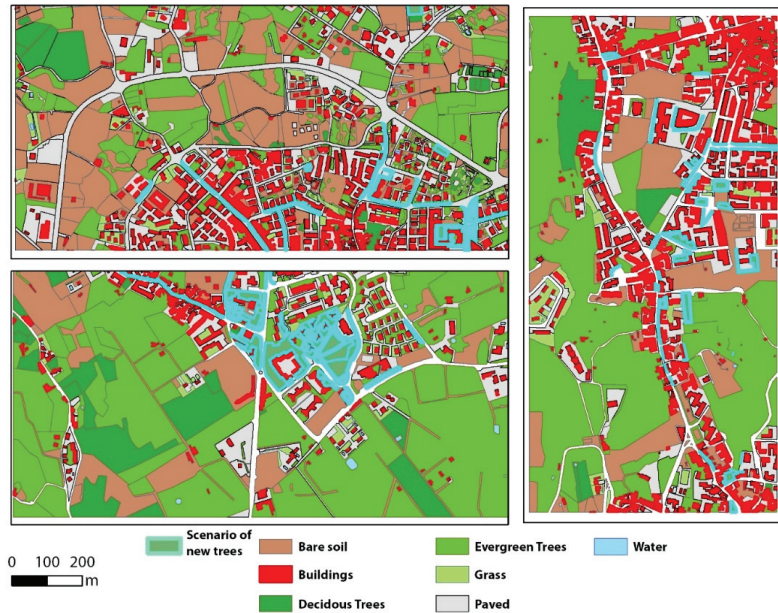 Scenario of
new trees
Bare soil
Evergreen Trees
Water
Buildings
Grass
Decidous Trees
Paved
0 100 200
m